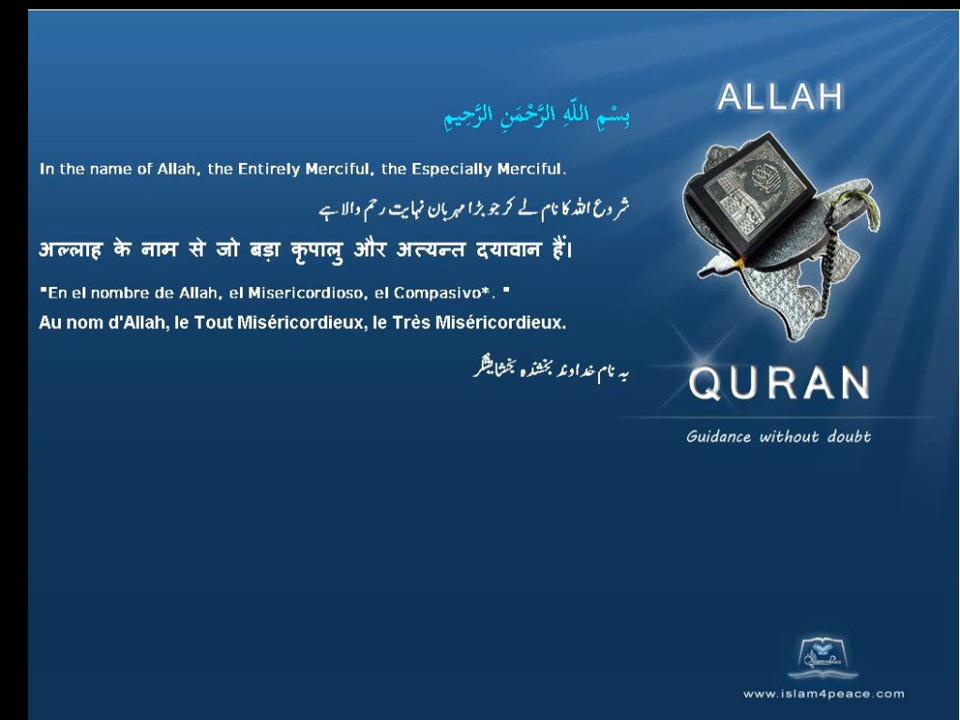 بِسْمِ اللَّهِ الرَّحْمَنِ الرَّحِيمِ
In the name of Allah, the Entirely Merciful, the Especially Merciful.
شروع اللہ کا نام لے کر جو بڑا مہربان نہایت رحم والا ہے
अल्लाह के नाम से जो बड़ा कृपालु और अत्यन्त दयावान हैं।
"En el nombre de Allah, el Misericordioso, el Compasivo*. "
Au nom d'Allah, le Tout Miséricordieux, le Très Miséricordieux.
به نام خداوند بخشنده بخشایشگر
ALLAH
QURAN
Guidance without doubt
www.islam4peace.com